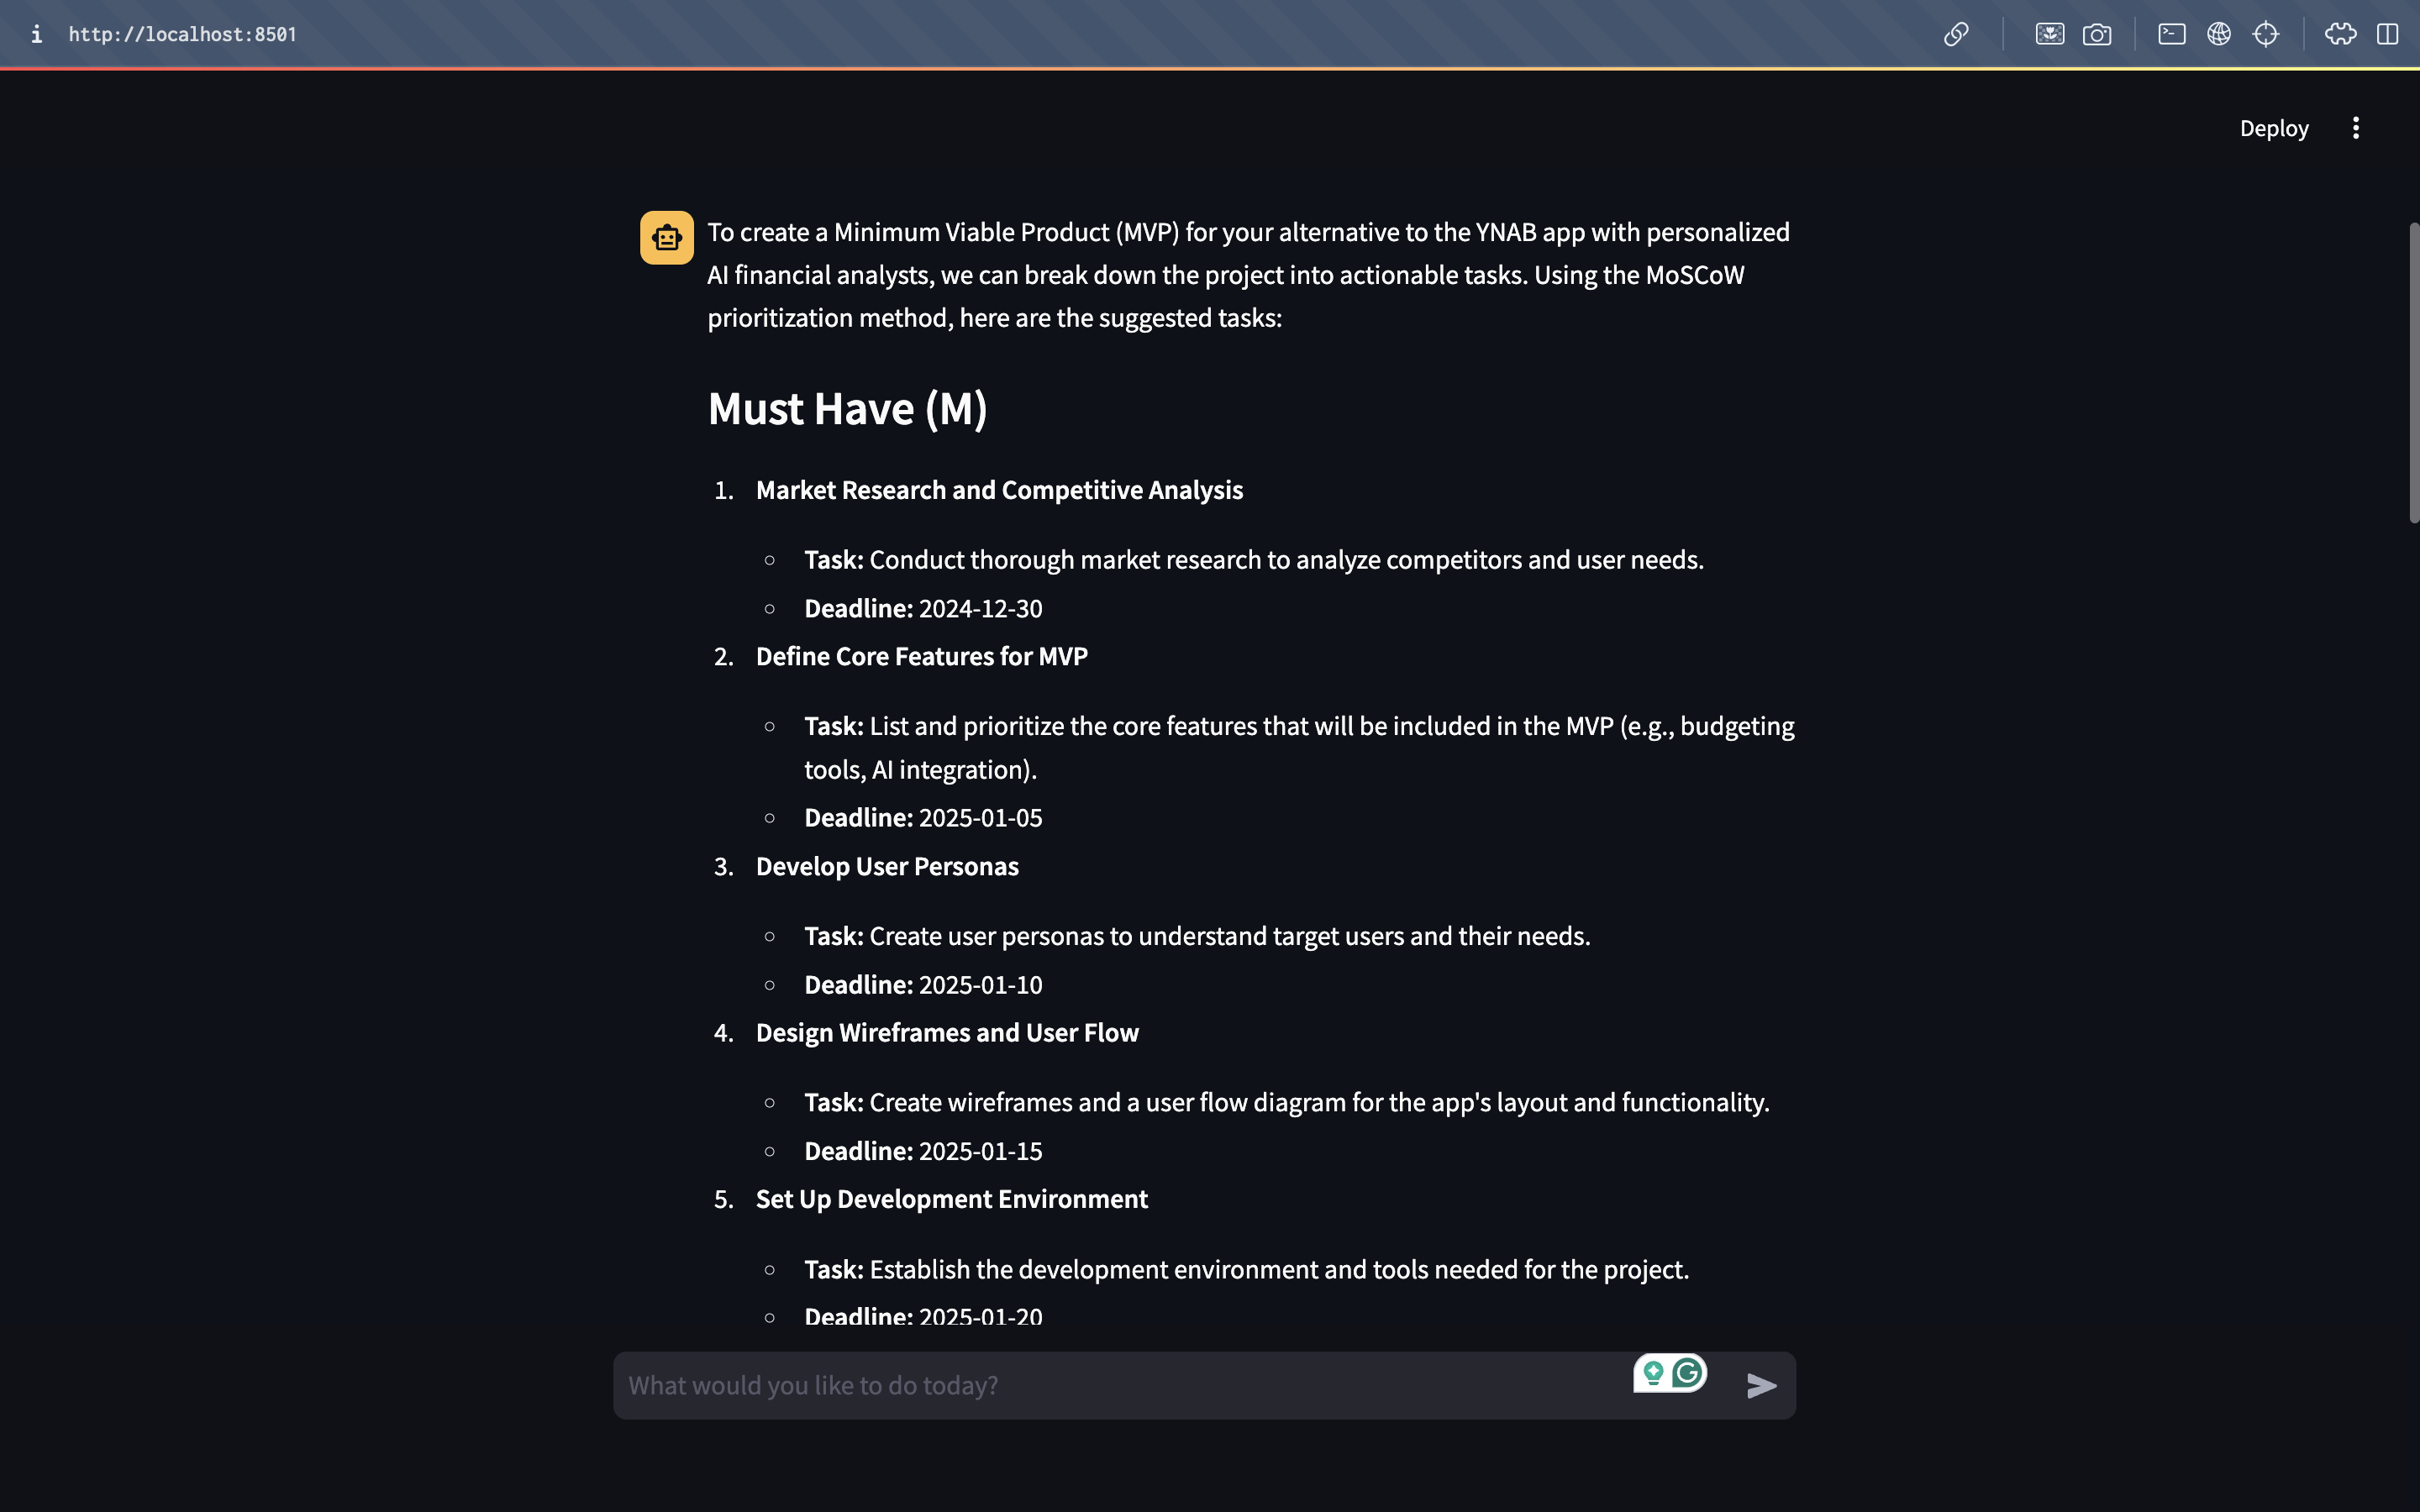 i http://localhost:8501
Deploy
To create a Minimum Viable Product (MVP) for your alternative to the YNAB app with personalized
AI financial analysts, we can break down the project into actionable tasks. Using the MoSCoW
prioritization method, here are the suggested tasks:
Must Have (M)
1. Market Research and Competitive Analysis
○ Task: Conduct thorough market research to analyze competitors and user needs.
○ Deadline: 2024-12-30
2. Define Core Features for MVP
○ Task: List and prioritize the core features that will be included in the MVP (e.g., budgeting
tools, AI integration).
○ Deadline: 2025-01-05
3. Develop User Personas
○ Task: Create user personas to understand target users and their needs.
○ Deadline: 2025-01-10
4. Design Wireframes and User Flow
○ Task: Create wireframes and a user flow diagram for the app's layout and functionality.
○ Deadline: 2025-01-15
5. Set Up Development Environment
○ Task: Establish the development environment and tools needed for the project.
○ Deadline: 2025-01-20
What would you like to do today?